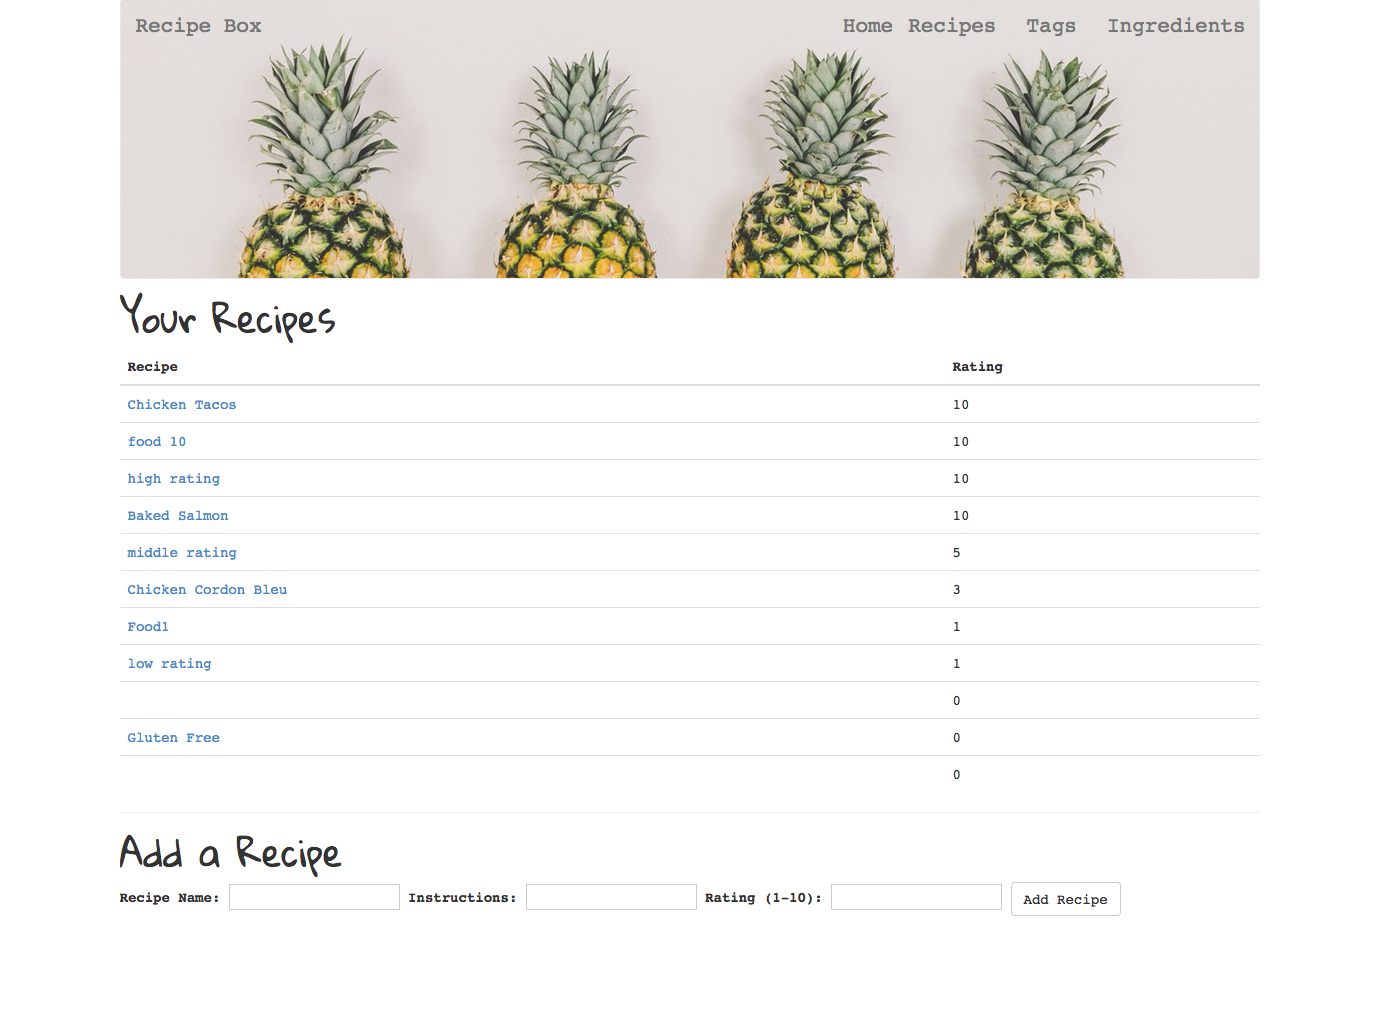 Recipe Box Home Recipes Tags Ingredients
Your Recipes
Recipe Rating
Chicken Tacos 10
food 10 10
high rating 10
Baked Salmon 10
middle rating 5
Chicken Cordon Bleu 3
Food1 1
low rating 1
0
Gluten Free 0
0
Add a Recipe
Recipe Name: Instructions: Rating (1-10): Add Recipe